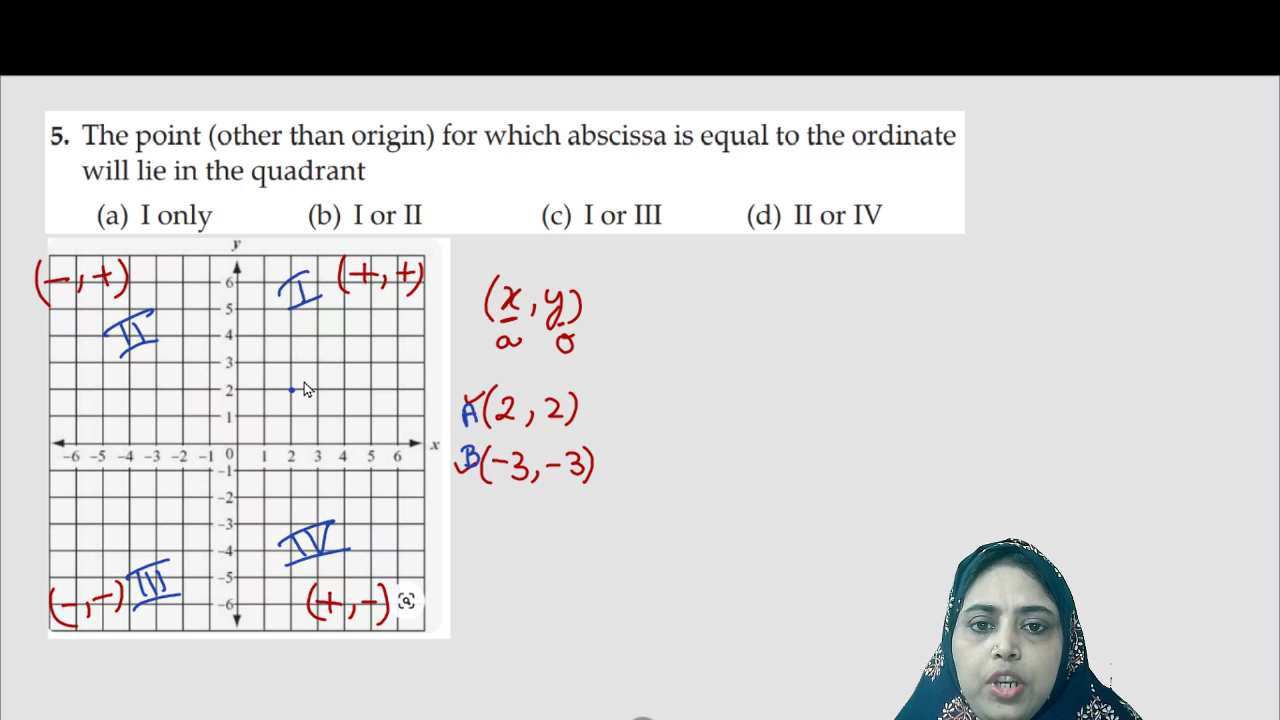 5. The point (other than origin) for which abscissa is equal to the ordinate
will lie in the quadrant
(a) I only (b) I or II (c) I or III (d) II or IV
y
(-,+) I (+,+)
6
II
5
4
3
2
1
-6 -5 -4 -3 -2 -1 0 1 2 3 4 5 6 x
-1
-2
-3
IV
-4
-5
(-,-) III
-6
(+,-)
(x,y)
a o
A(2,2)
B(-3,-3)